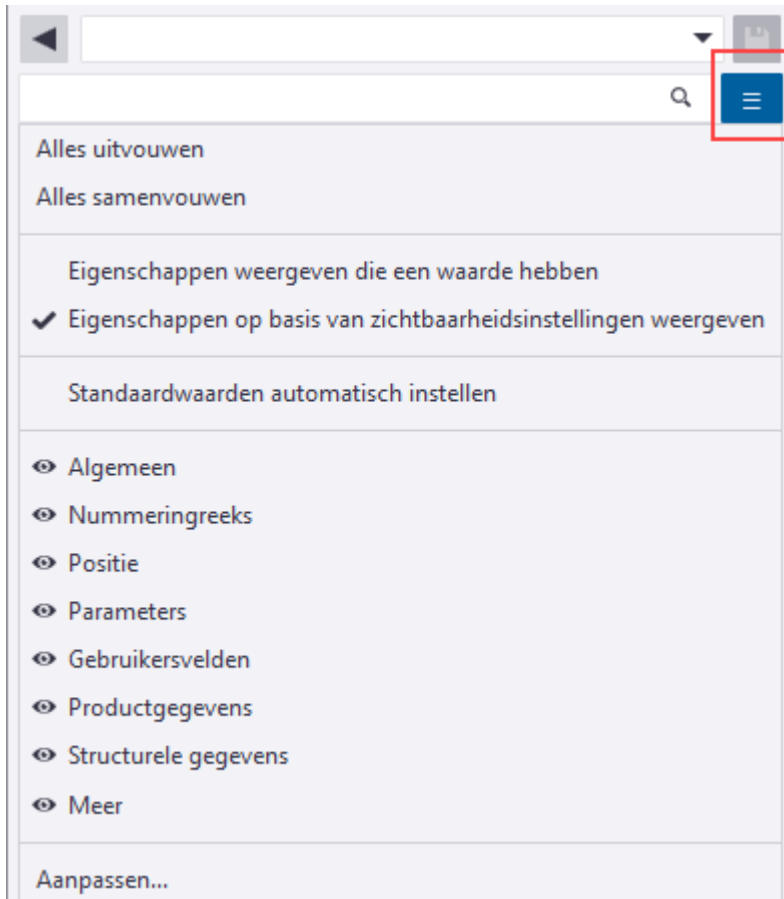 Alles uitvouwen
Alles samenvouwen
Eigenschappen weergeven die een waarde hebben
Eigenschappen op basis van zichtbaarheidsinstellingen weergeven
Standaardwaarden automatisch instellen
Algemeen
Nummeringreeks
Positie
Parameters
Gebruikersvelden
Productgegevens
Structurele gegevens
Meer
Aanpassen...